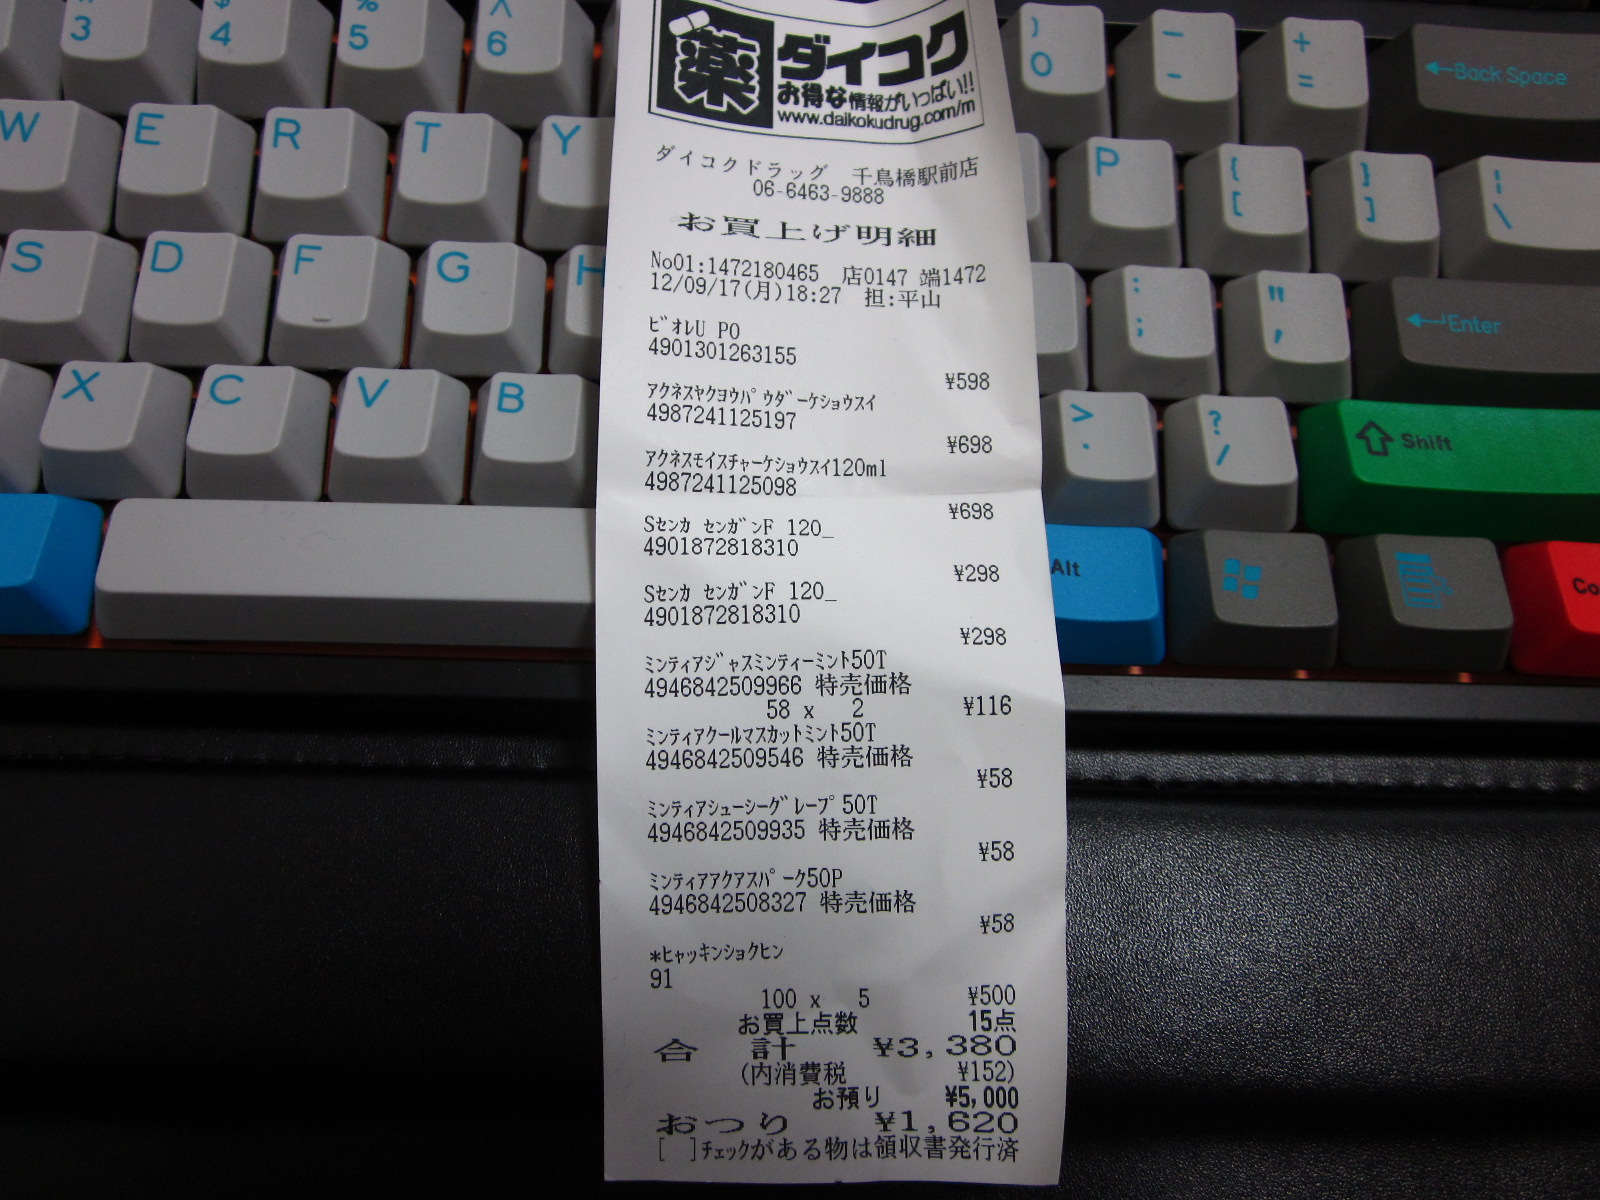 薬 ダイコク
お得な情報がいっぱい!!
www.daikokudrug.com/m
ダイコクドラッグ 千鳥橋駅前店
06-6463-9888
お買上げ明細
No01:1472180465 店0147 端1472
12/09/17(月)18:27 担:平山
ビオレU PO
4901301263155
¥598
アクネスヤクヨウパウダーケショウスイ
4987241125197
¥698
アクネスモイスチャーケショウスイ120ml
4987241125098
¥698
Sセンカ センガンF 120_
4901872818310
¥298
Sセンカ センガンF 120_
4901872818310
¥298
ミンティアジャスミンティーミント50T
4946842509966 特売価格
58 x 2 ¥116
ミンティアクールマスカットミント50T
4946842509546 特売価格
¥58
ミンティアシューシーグレープ50T
4946842509935 特売価格
¥58
ミンティアアクアスパーク50P
4946842508327 特売価格
¥58
*ヒャッキンショクヒン
91
100 x 5 ¥500
お買上点数 15点
合計 ¥3,380
(内消費税 ¥152)
お預り ¥5,000
おつり ¥1,620
[ ]チェックがある物は領収書発行済
3 4 % 5 ^ 6 ) 0 - - + = ←Back Space
W E R T Y P { [ } ] | \
S D F G H : ; " ' ←Enter
X C V B > . ? / Shift
Alt